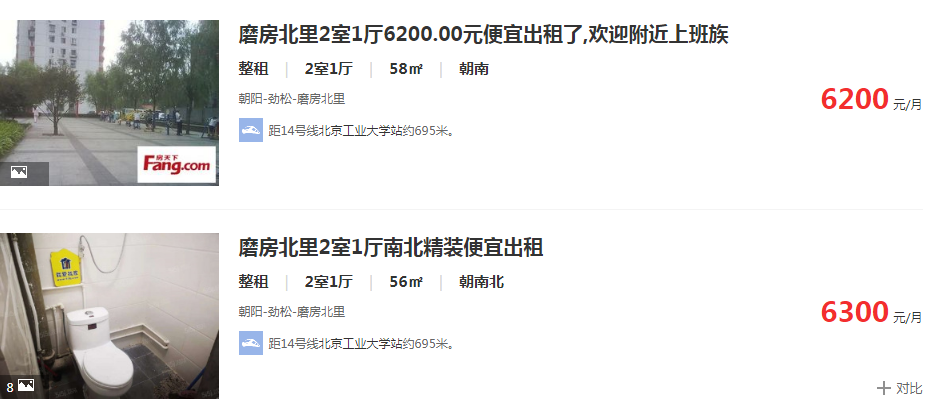 磨房北里2室1厅6200.00元便宜出租了,欢迎附近上班族
整租 | 2室1厅 | 58㎡ | 朝南
朝阳-劲松-磨房北里
6200 元/月
距14号线北京工业大学站约695米。
房天下
Fang.com
磨房北里2室1厅南北精装便宜出租
整租 | 2室1厅 | 56㎡ | 朝南北
朝阳-劲松-磨房北里
6300 元/月
距14号线北京工业大学站约695米。
8
对比